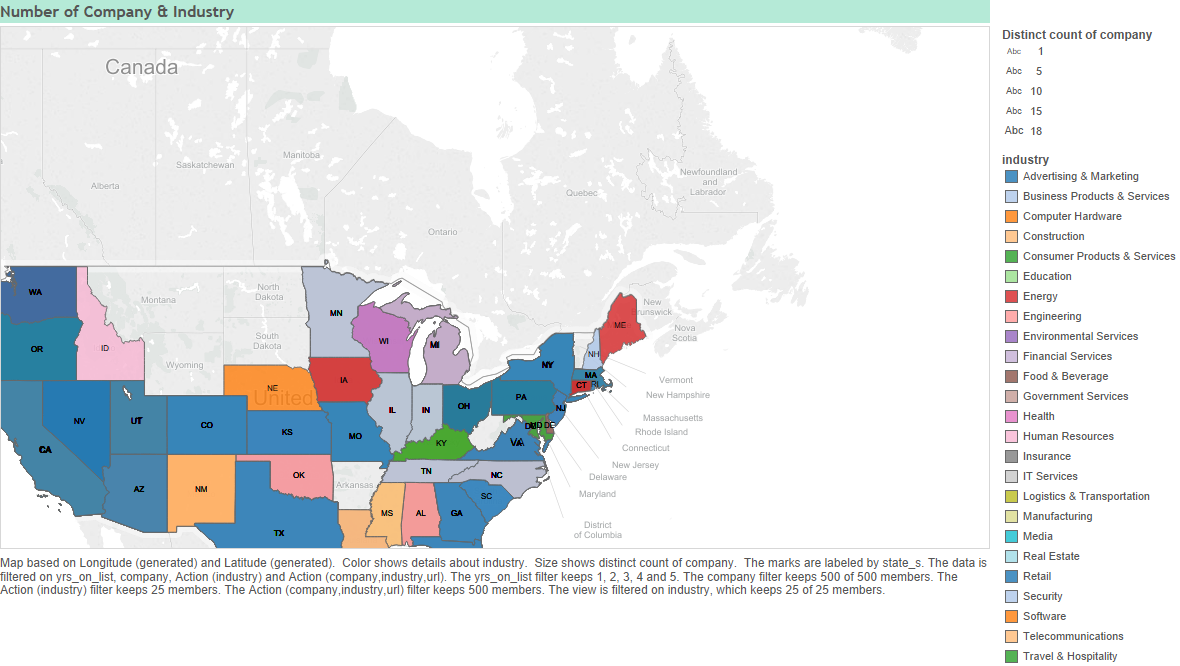 Number of Company & Industry
Canada
Alberta
Saskatchewan
Manitoba
Ontario
Quebec
Newfoundland
and
Labrador
New
Brunswick
Nova
Scotia
Montana
North
Dakota
South
Dakota
Wyoming
United
Arkansas
WA
OR
ID
CA
NV
UT
AZ
CO
NM
NE
KS
OK
TX
MN
IA
MO
WI
IL
MI
IN
OH
KY
TN
MS
AL
GA
SC
NC
VA
DC
MD
DE
PA
NJ
NY
CT
RI
MA
NH
ME
Vermont
New Hampshire
Massachusetts
Rhode Island
Connecticut
New Jersey
Delaware
Maryland
District
of Columbia
Map based on Longitude (generated) and Latitude (generated). Color shows details about industry. Size shows distinct count of company. The marks are labeled by state_s. The data is
filtered on yrs_on_list, company, Action (industry) and Action (company,industry,url). The yrs_on_list filter keeps 1, 2, 3, 4 and 5. The company filter keeps 500 of 500 members. The
Action (industry) filter keeps 25 members. The Action (company,industry,url) filter keeps 500 members. The view is filtered on industry, which keeps 25 of 25 members.
Distinct count of company
Abc 1
Abc 5
Abc 10
Abc 15
Abc 18
industry
Advertising & Marketing
Business Products & Services
Computer Hardware
Construction
Consumer Products & Services
Education
Energy
Engineering
Environmental Services
Financial Services
Food & Beverage
Government Services
Health
Human Resources
Insurance
IT Services
Logistics & Transportation
Manufacturing
Media
Real Estate
Retail
Security
Software
Telecommunications
Travel & Hospitality